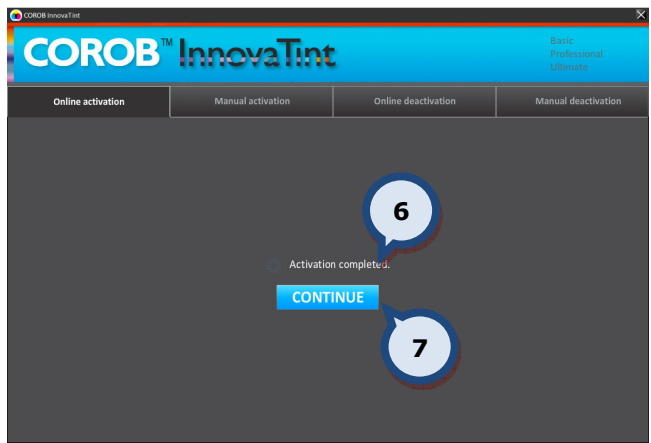 COROB InnovaTint
COROB™ InnovaTint
Basic
Professional
Ultimate
Online activation
Manual activation
Online deactivation
Manual deactivation
6
Activation completed.
CONTINUE
7